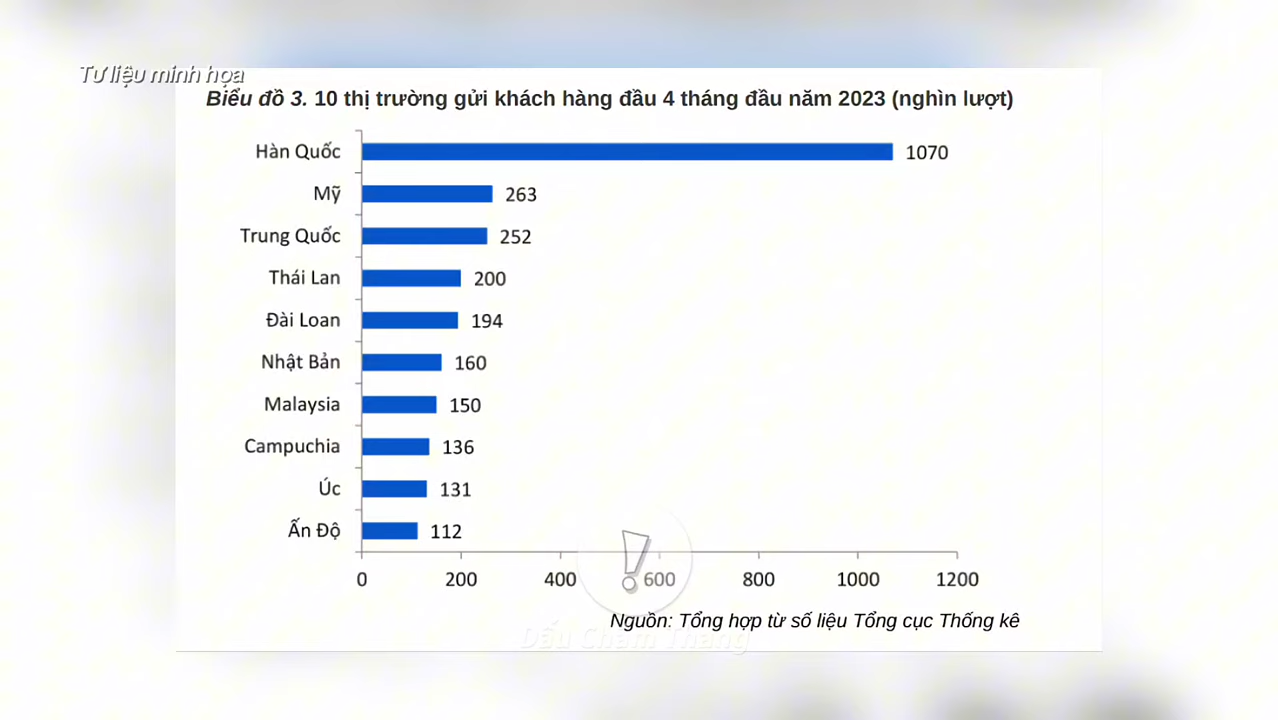 Tư liệu minh họa
Biểu đồ 3. 10 thị trường gửi khách hàng đầu 4 tháng đầu năm 2023 (nghìn lượt)
Hàn Quốc 1070
Mỹ 263
Trung Quốc 252
Thái Lan 200
Đài Loan 194
Nhật Bản 160
Malaysia 150
Campuchia 136
Úc 131
Ấn Độ 112
0 200 400 600 800 1000 1200
Nguồn: Tổng hợp từ số liệu Tổng cục Thống kê
Dấu Chấm Than